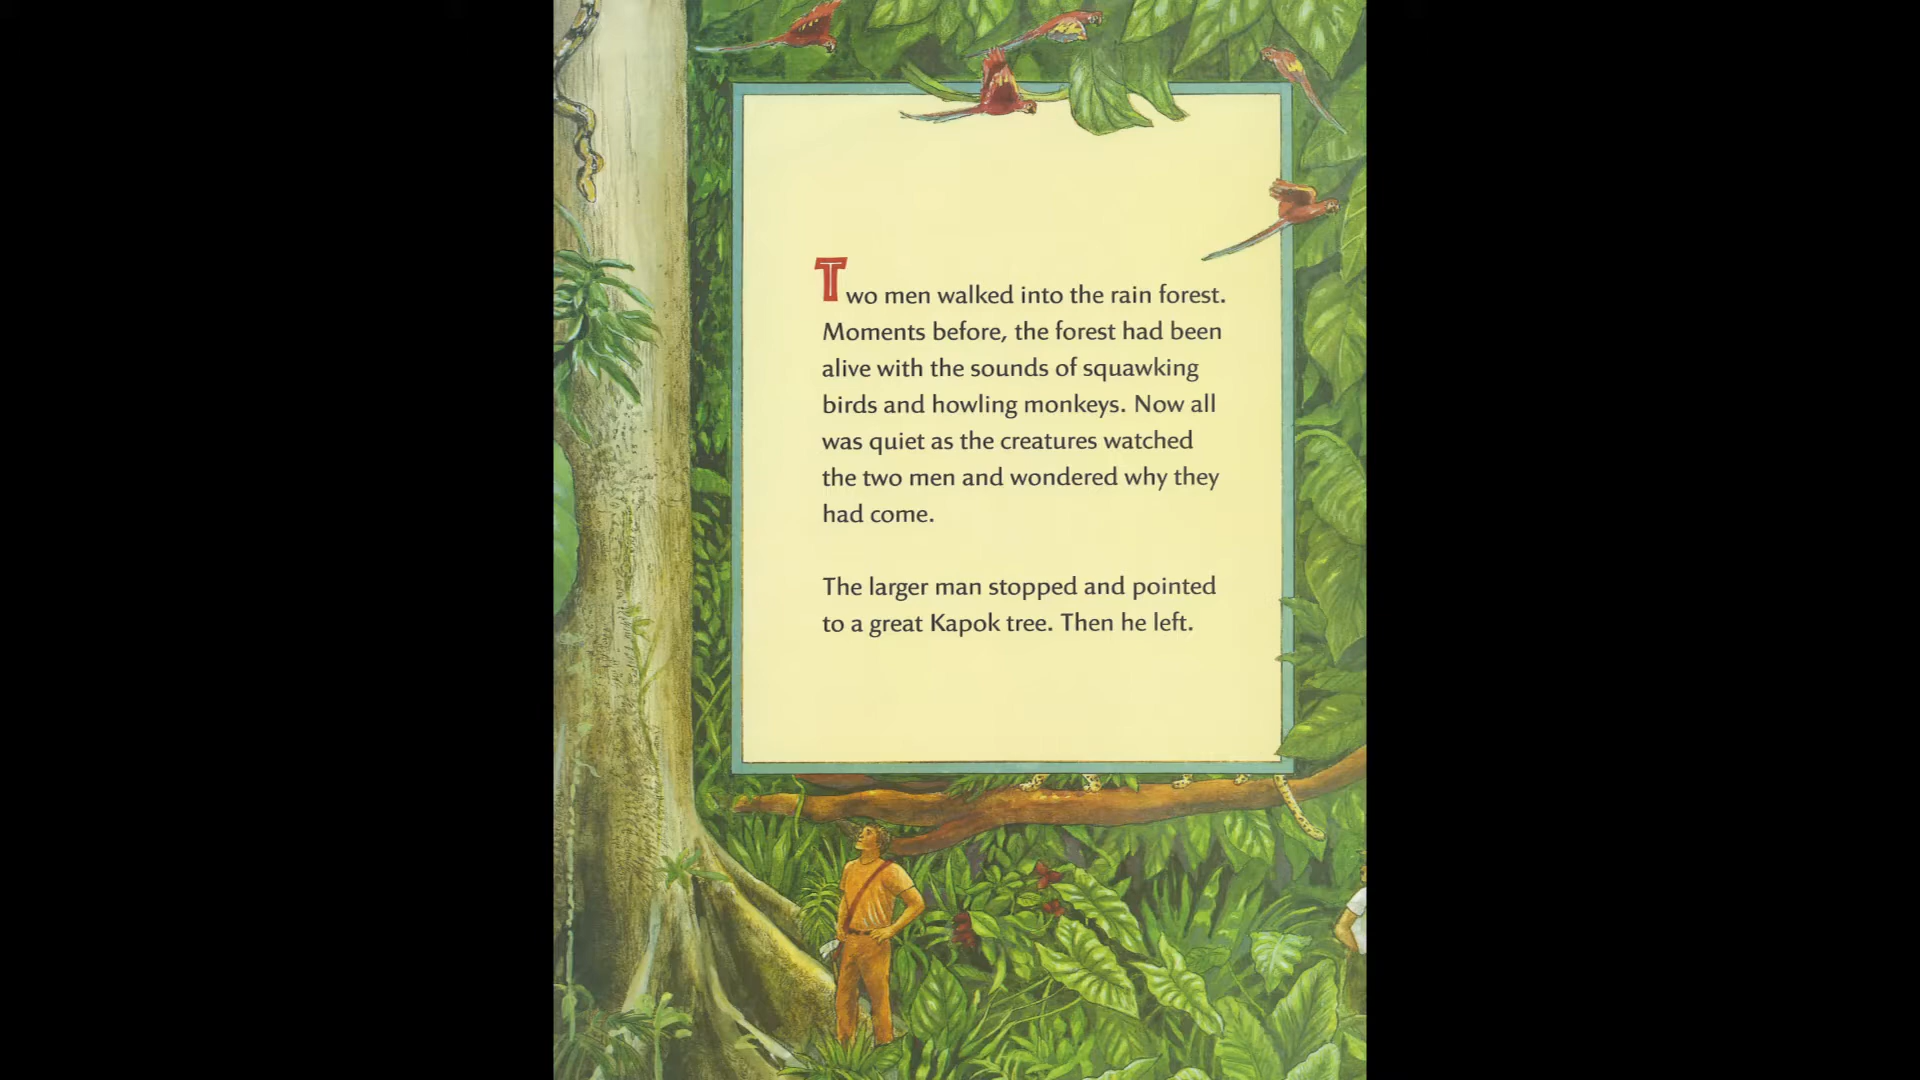 Two men walked into the rain forest.
Moments before, the forest had been
alive with the sounds of squawking
birds and howling monkeys. Now all
was quiet as the creatures watched
the two men and wondered why they
had come.
The larger man stopped and pointed
to a great Kapok tree. Then he left.